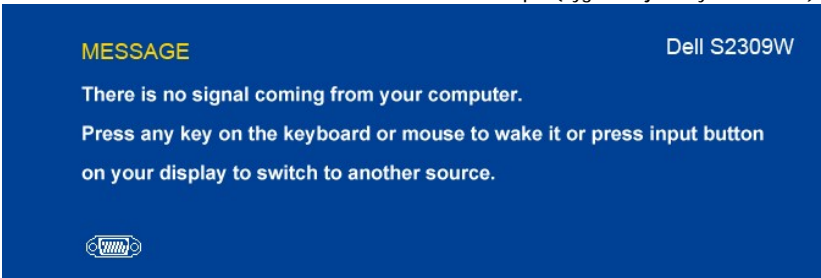 MESSAGE
Dell S2309W
There is no signal coming from your computer.
Press any key on the keyboard or mouse to wake it or press input button
on your display to switch to another source.